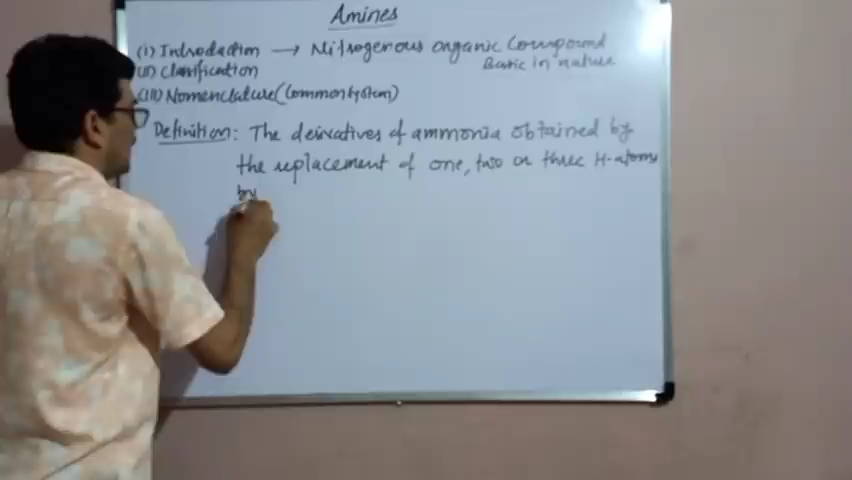 Amines
(i) Introduction → Nitrogenous organic compound
Basic in nature
(ii) Classification
(iii) Nomenclature (Common System)
Definition: The derivatives of ammonia obtained by
the replacement of one, two or three H-atoms
by